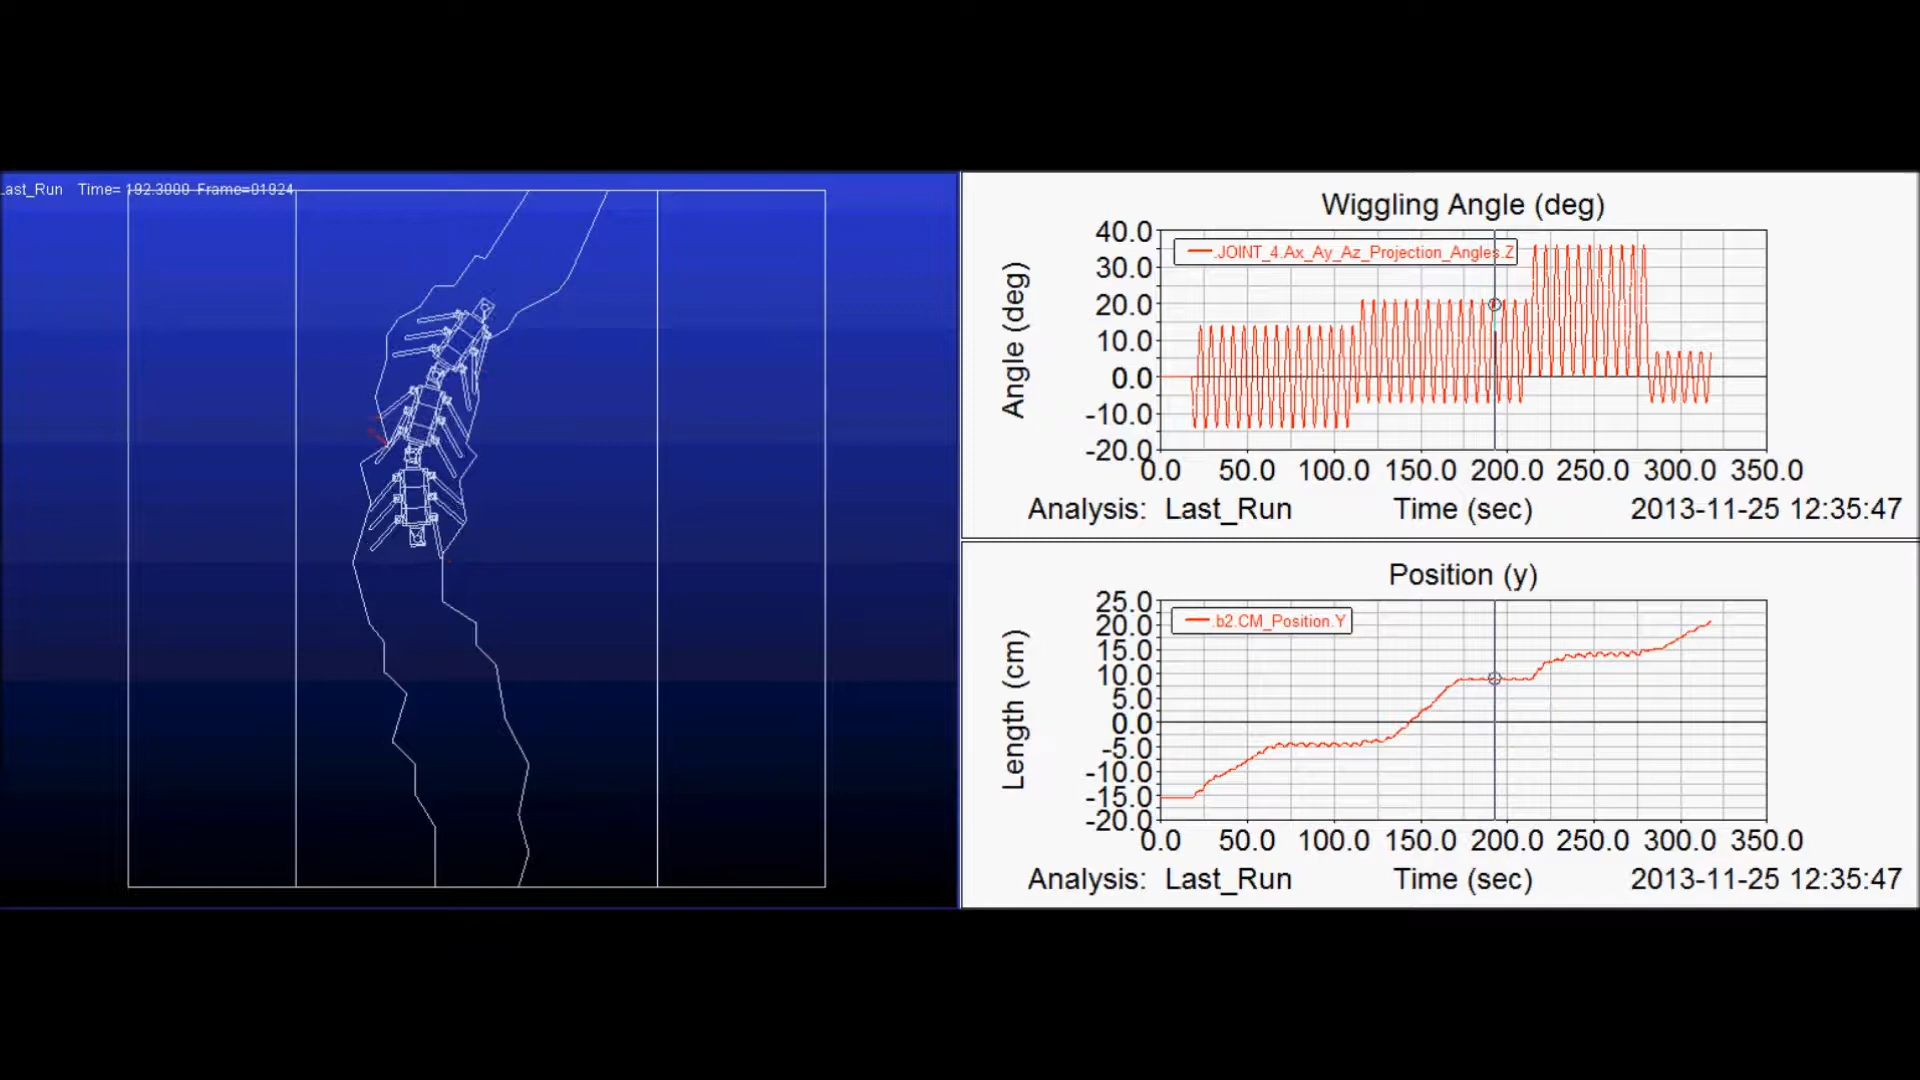 Last_Run Time= 192.3000 Frame=01924
Wiggling Angle (deg)
.JOINT_4.Ax_Ay_Az_Projection_Angles.Z
Angle (deg)
40.0
30.0
20.0
10.0
0.0
-10.0
-20.0
0.0 50.0 100.0 150.0 200.0 250.0 300.0 350.0
Analysis: Last_Run Time (sec) 2013-11-25 12:35:47
Position (y)
.b2.CM_Position.Y
Length (cm)
25.0
20.0
15.0
10.0
5.0
0.0
-5.0
-10.0
-15.0
-20.0
0.0 50.0 100.0 150.0 200.0 250.0 300.0 350.0
Analysis: Last_Run Time (sec) 2013-11-25 12:35:47